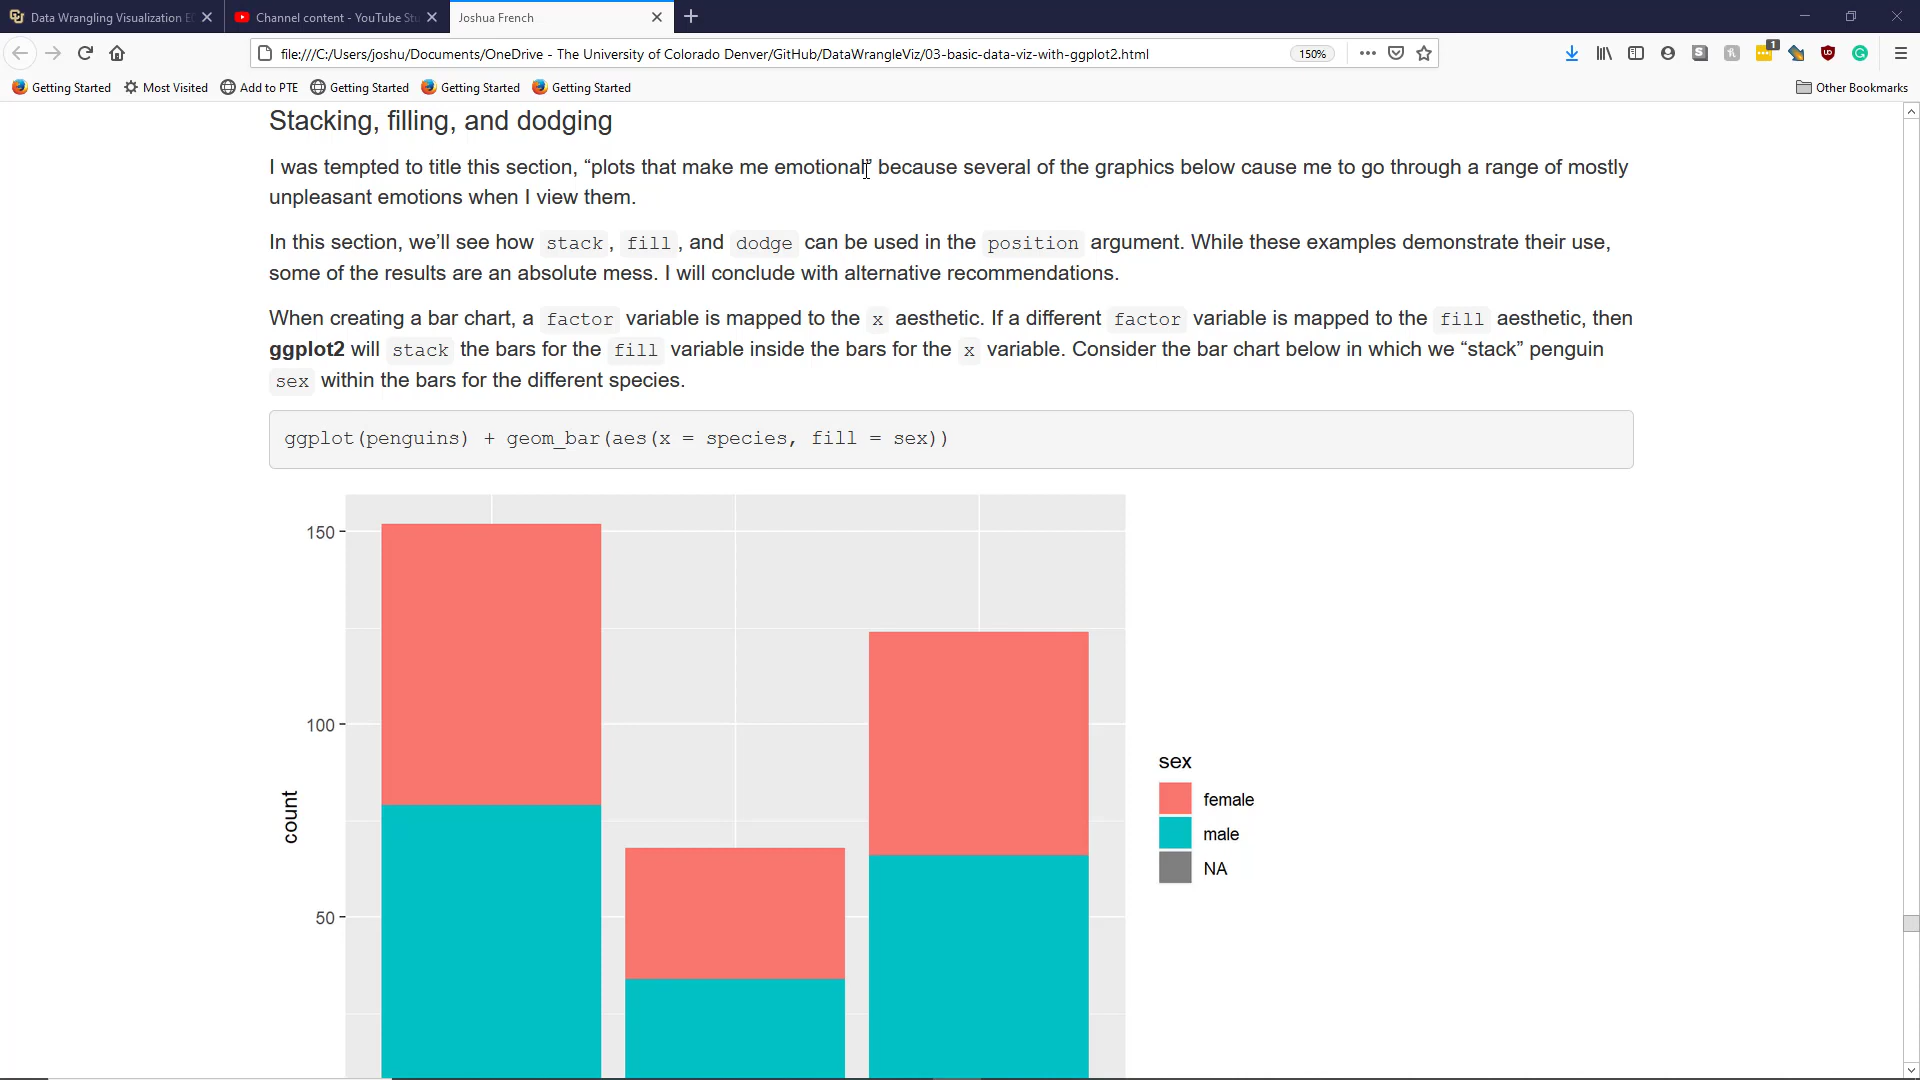 Data Wrangling Visualization E
Channel content - YouTube Stu
Joshua French
file:///C:/Users/joshu/Documents/OneDrive - The University of Colorado Denver/GitHub/DataWrangleViz/03-basic-data-viz-with-ggplot2.html
150%
1
Getting Started
Most Visited
Add to PTE
Getting Started
Getting Started
Getting Started
Other Bookmarks
Stacking, filling, and dodging
I was tempted to title this section, “plots that make me emotional” because several of the graphics below cause me to go through a range of mostly
unpleasant emotions when I view them.
In this section, we’ll see how stack, fill, and dodge can be used in the position argument. While these examples demonstrate their use,
some of the results are an absolute mess. I will conclude with alternative recommendations.
When creating a bar chart, a factor variable is mapped to the x aesthetic. If a different factor variable is mapped to the fill aesthetic, then
ggplot2 will stack the bars for the fill variable inside the bars for the x variable. Consider the bar chart below in which we “stack” penguin
sex within the bars for the different species.
ggplot(penguins) + geom_bar(aes(x = species, fill = sex))
150
100
50
count
sex
female
male
NA